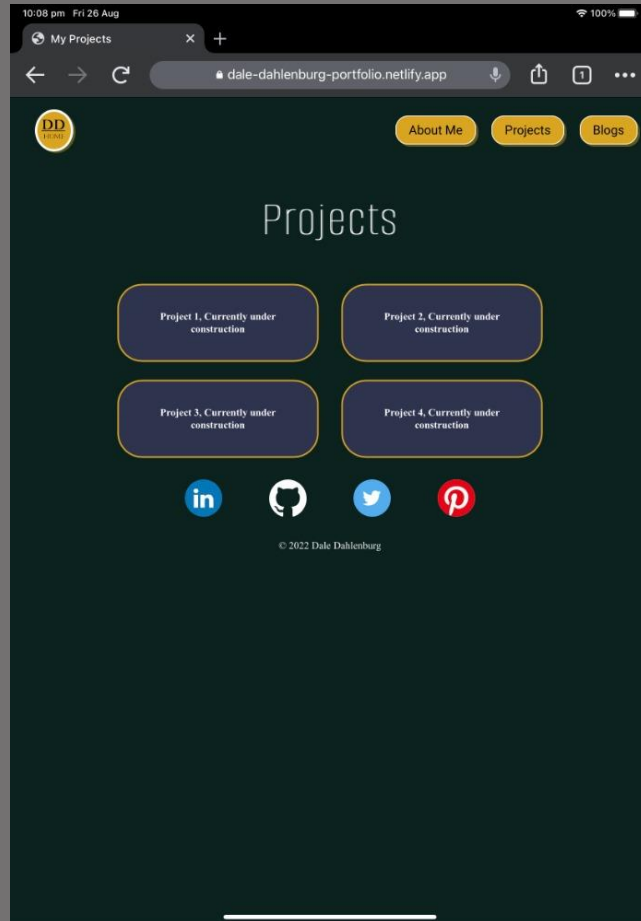 10:08 pm Fri 26 Aug 100%
My Projects
dale-dahlenburg-portfolio.netlify.app 1
DD
HOME
About Me Projects Blogs
Projects
Project 1, Currently under
construction
Project 2, Currently under
construction
Project 3, Currently under
construction
Project 4, Currently under
construction
in
© 2022 Dale Dahlenburg